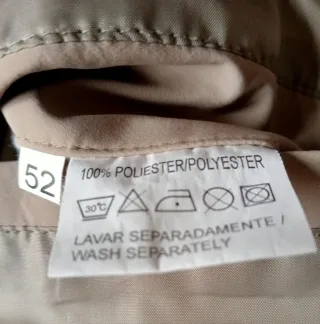 52
100% POLIESTER/POLYESTER
30°C
LAVAR SEPARADAMENTE /
WASH SEPARATELY